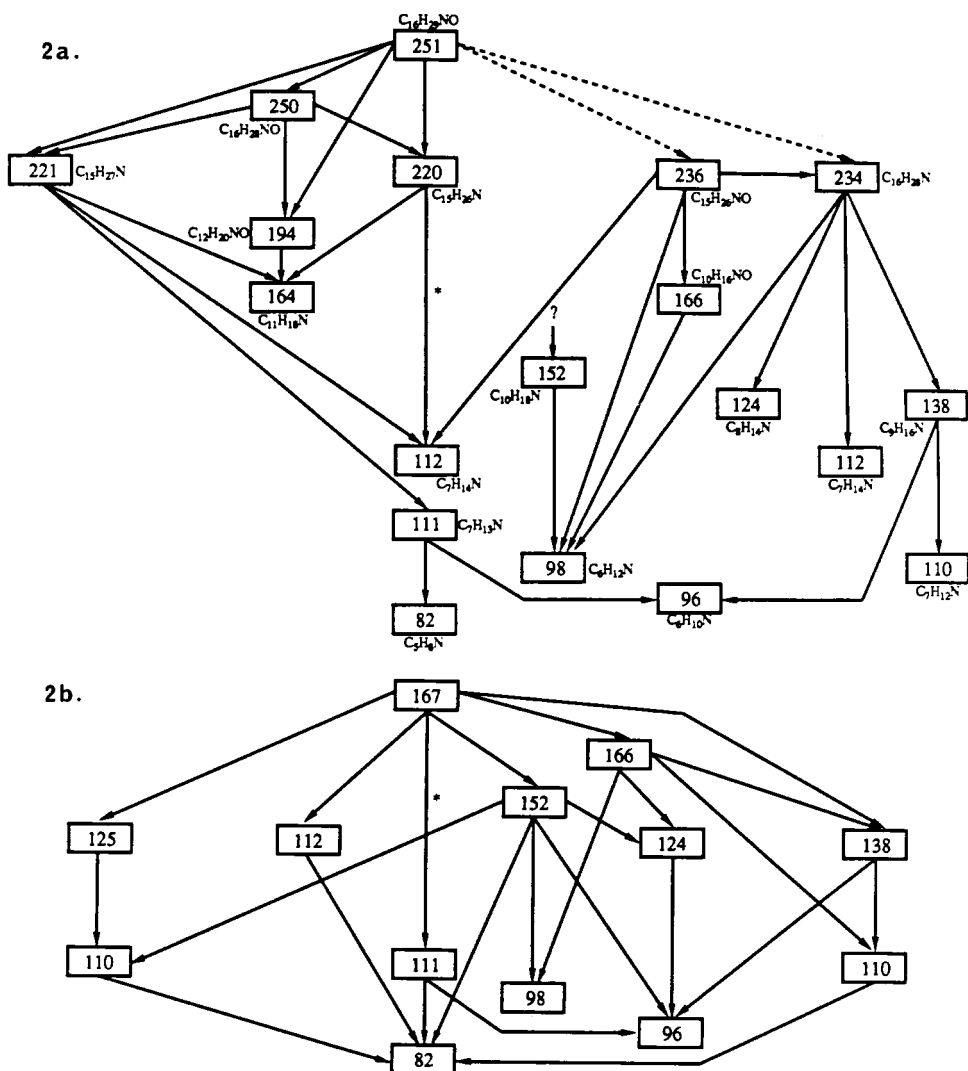 2a.
C₁₆H₂₉NO
251
250
C₁₆H₂₈NO
221 C₁₅H₂₇N
220
C₁₅H₂₆N
236
C₁₅H₂₆NO
234 C₁₆H₂₈N
C₁₂H₂₀NO 194
164
C₁₁H₁₈N
*
C₁₀H₁₆NO
166
?
152
C₁₀H₁₈N
124
C₈H₁₄N
138
C₉H₁₆N
112
C₇H₁₄N
112
C₇H₁₄N
111 C₇H₁₃N
98 C₆H₁₂N
110
C₇H₁₂N
96
C₆H₁₀N
82
C₅H₈N
2b.
167
166
*
152
125
112
124
138
110
111
98
110
96
82